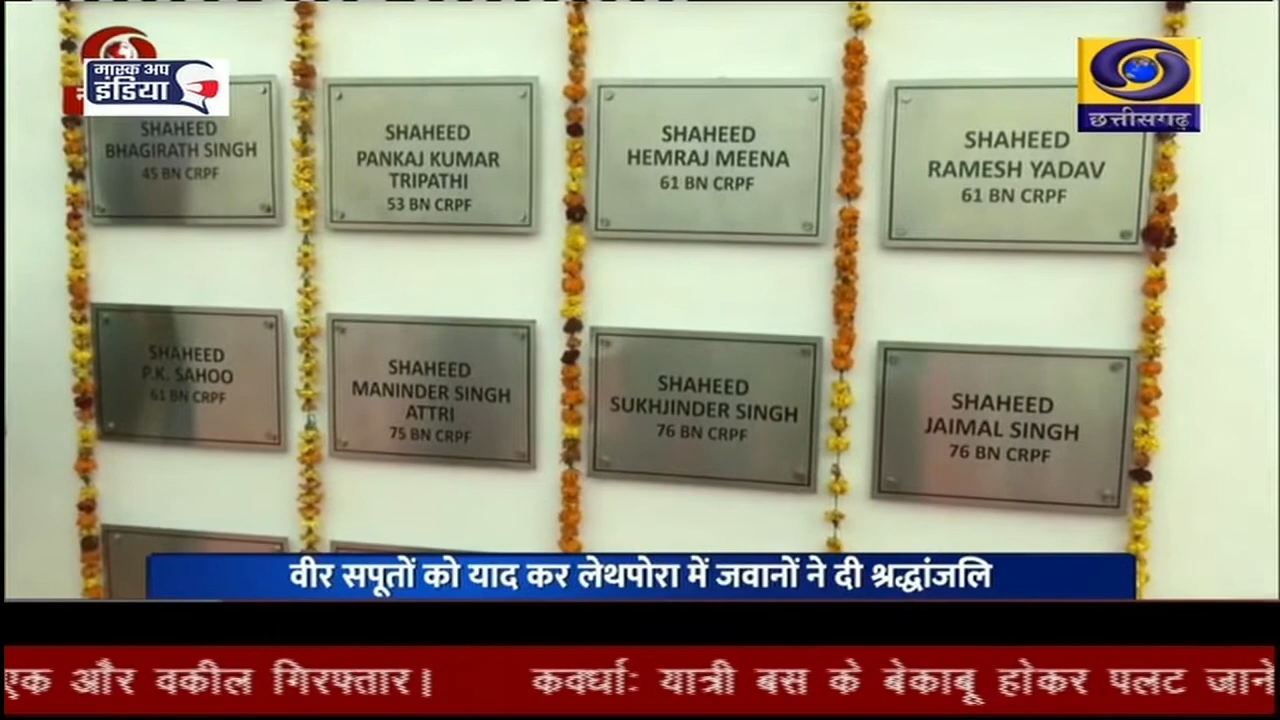 मास्क अप
इंडिया
छत्तीसगढ़
SHAHEED
BHAGIRATH SINGH
45 BN CRPF
SHAHEED
PANKAJ KUMAR
TRIPATHI
53 BN CRPF
SHAHEED
HEMRAJ MEENA
61 BN CRPF
SHAHEED
RAMESH YADAV
61 BN CRPF
SHAHEED
P.K. SAHOO
61 BN CRPF
SHAHEED
MANINDER SINGH
ATTRI
75 BN CRPF
SHAHEED
SUKHJINDER SINGH
76 BN CRPF
SHAHEED
JAIMAL SINGH
76 BN CRPF
वीर सपूतों को याद कर लेथपोरा में जवानों ने दी श्रद्धांजलि
एक और वकील गिरफ्तार। कवर्धाः यात्री बस के बेकाबू होकर पलट जाने